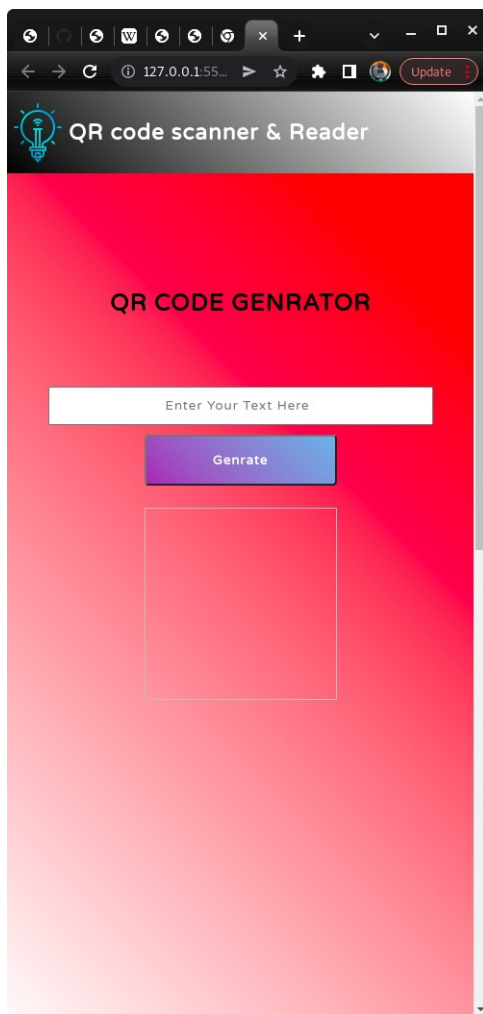 127.0.0.1:55...
Update
QR code scanner & Reader
QR CODE GENRATOR
Enter Your Text Here
Genrate